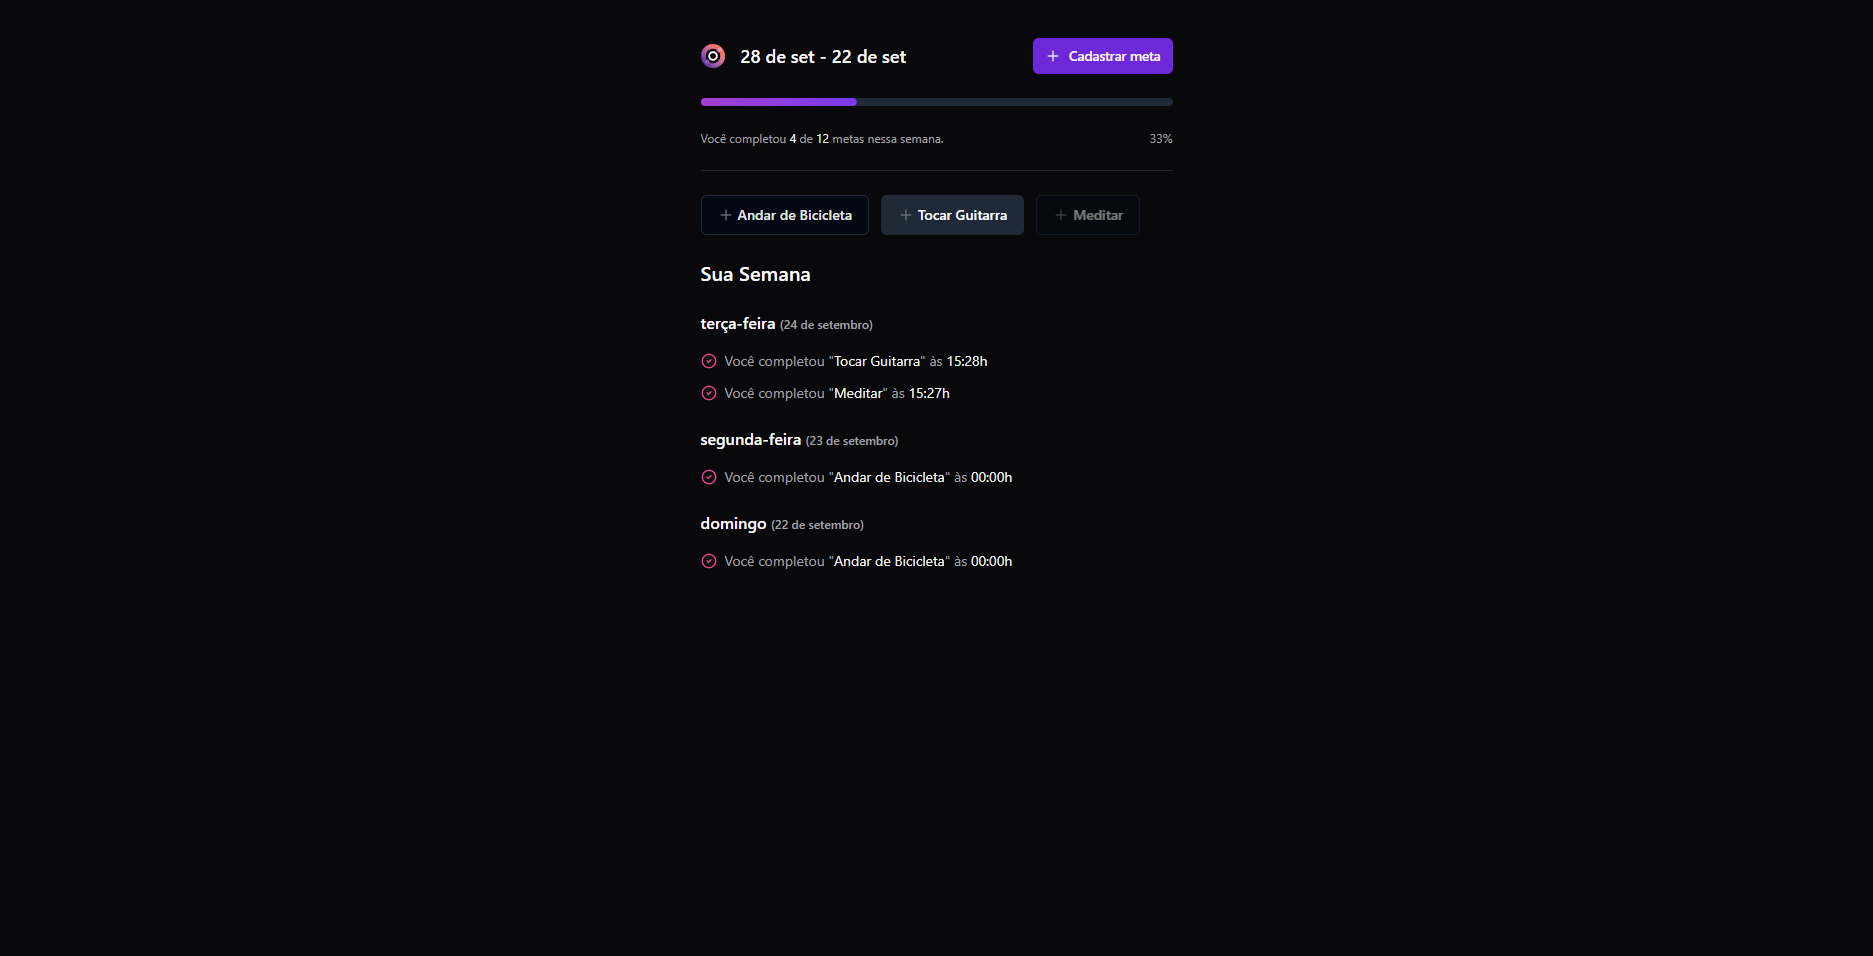 28 de set - 22 de set
Cadastrar meta
Você completou 4 de 12 metas nessa semana.
33%
Andar de Bicicleta
Tocar Guitarra
Meditar
Sua Semana
terça-feira (24 de setembro)
Você completou "Tocar Guitarra" às 15:28h
Você completou "Meditar" às 15:27h
segunda-feira (23 de setembro)
Você completou "Andar de Bicicleta" às 00:00h
domingo (22 de setembro)
Você completou "Andar de Bicicleta" às 00:00h